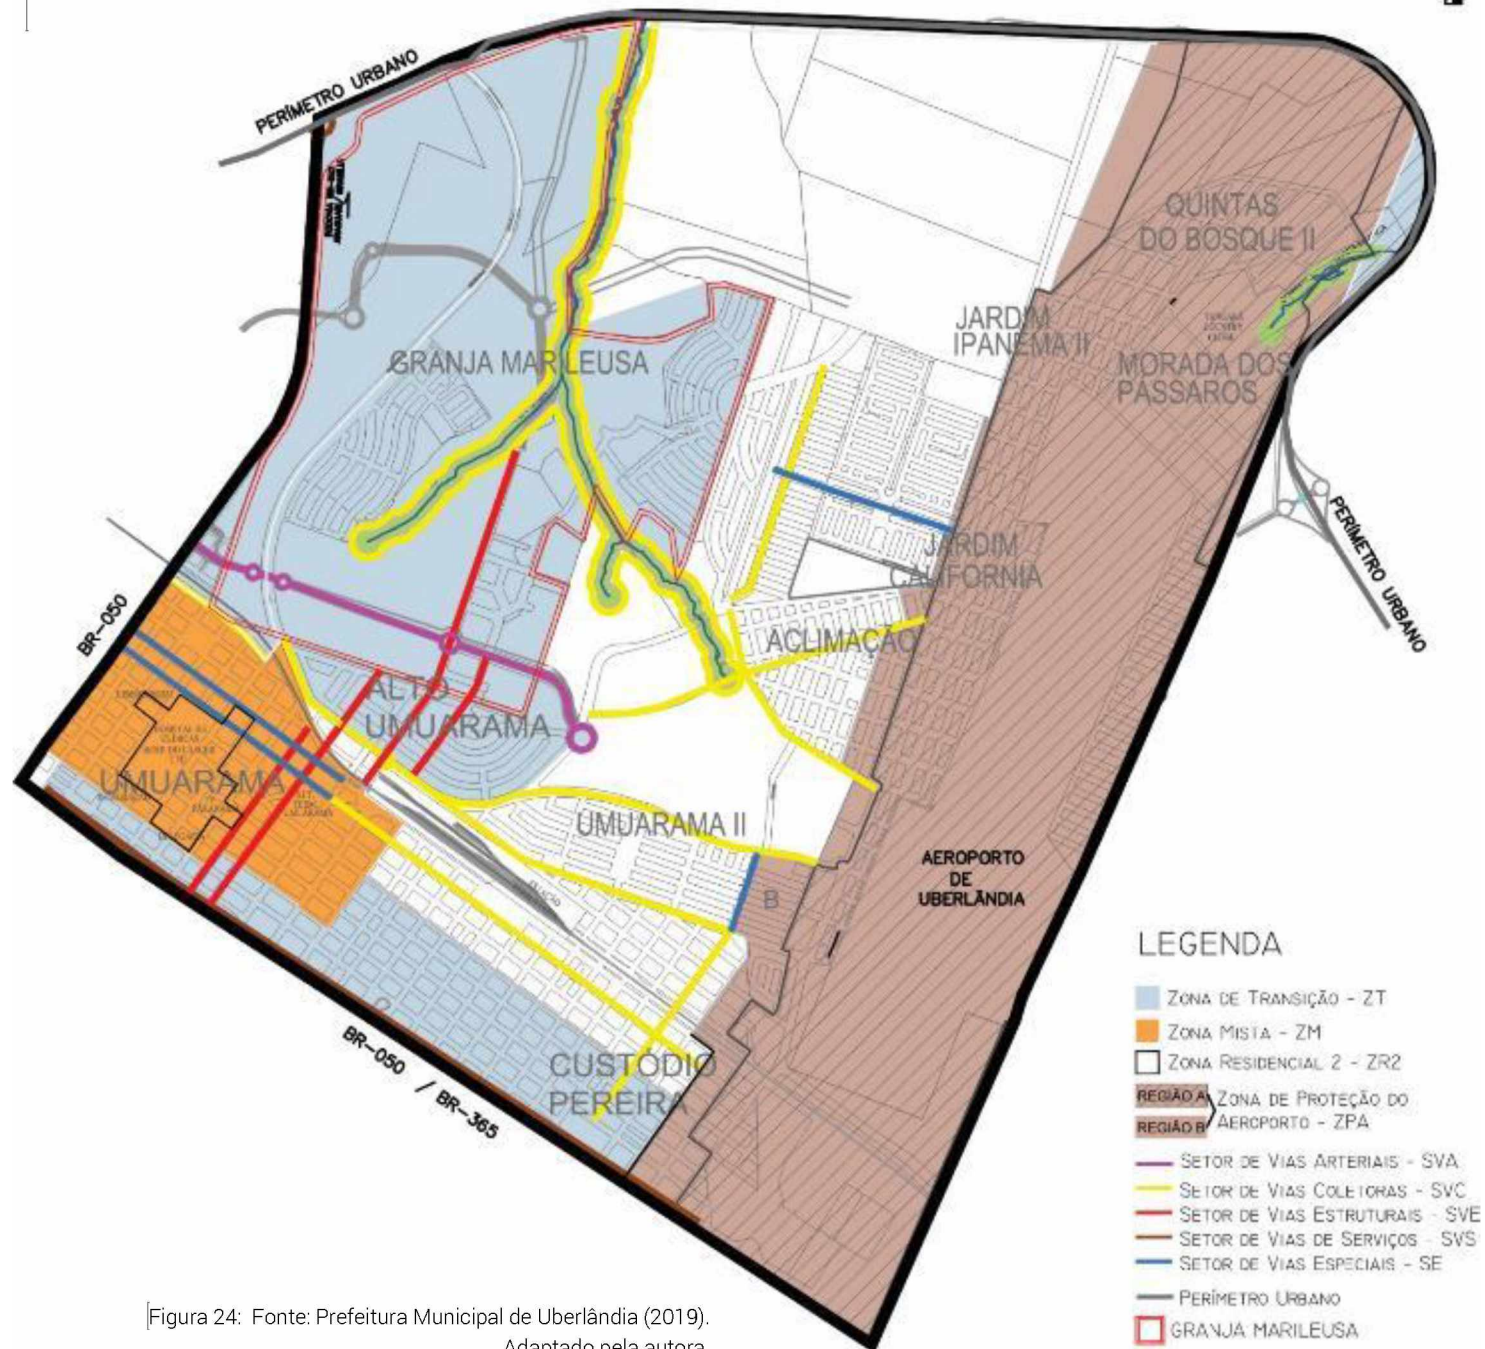 PERÍMETRO URBANO
QUINTAS
DO BOSQUE II
JARDIM
IPANEMA II
GRANJA MARILEUSA
MORADA DOS
PÁSSAROS
PERÍMETRO URBANO
JARDIM
CALIFORNIA
BR-050
ACLIMAÇÃO
ALTO
UMUARAMA
UMUARAMA
UMUARAMA II
AEROPORTO
DE
UBERLÂNDIA
B
BR-050 / BR-365
CUSTÓDIO
PEREIRA
LEGENDA
ZONA DE TRANSIÇÃO - ZT
ZONA MISTA - ZM
ZONA RESIDENCIAL 2 - ZR2
REGIÃO A
REGIÃO B
ZONA DE PROTEÇÃO DO
AEROPORTO - ZPA
SETOR DE VIAS ARTERIAIS - SVA
SETOR DE VIAS COLETORAS - SVC
SETOR DE VIAS ESTRUTURAIS - SVE
SETOR DE VIAS DE SERVIÇOS - SVS
SETOR DE VIAS ESPECIAIS - SE
PERÍMETRO URBANO
GRANJA MARILEUSA
Figura 24: Fonte: Prefeitura Municipal de Uberlândia (2019).
Adaptado pela autora.